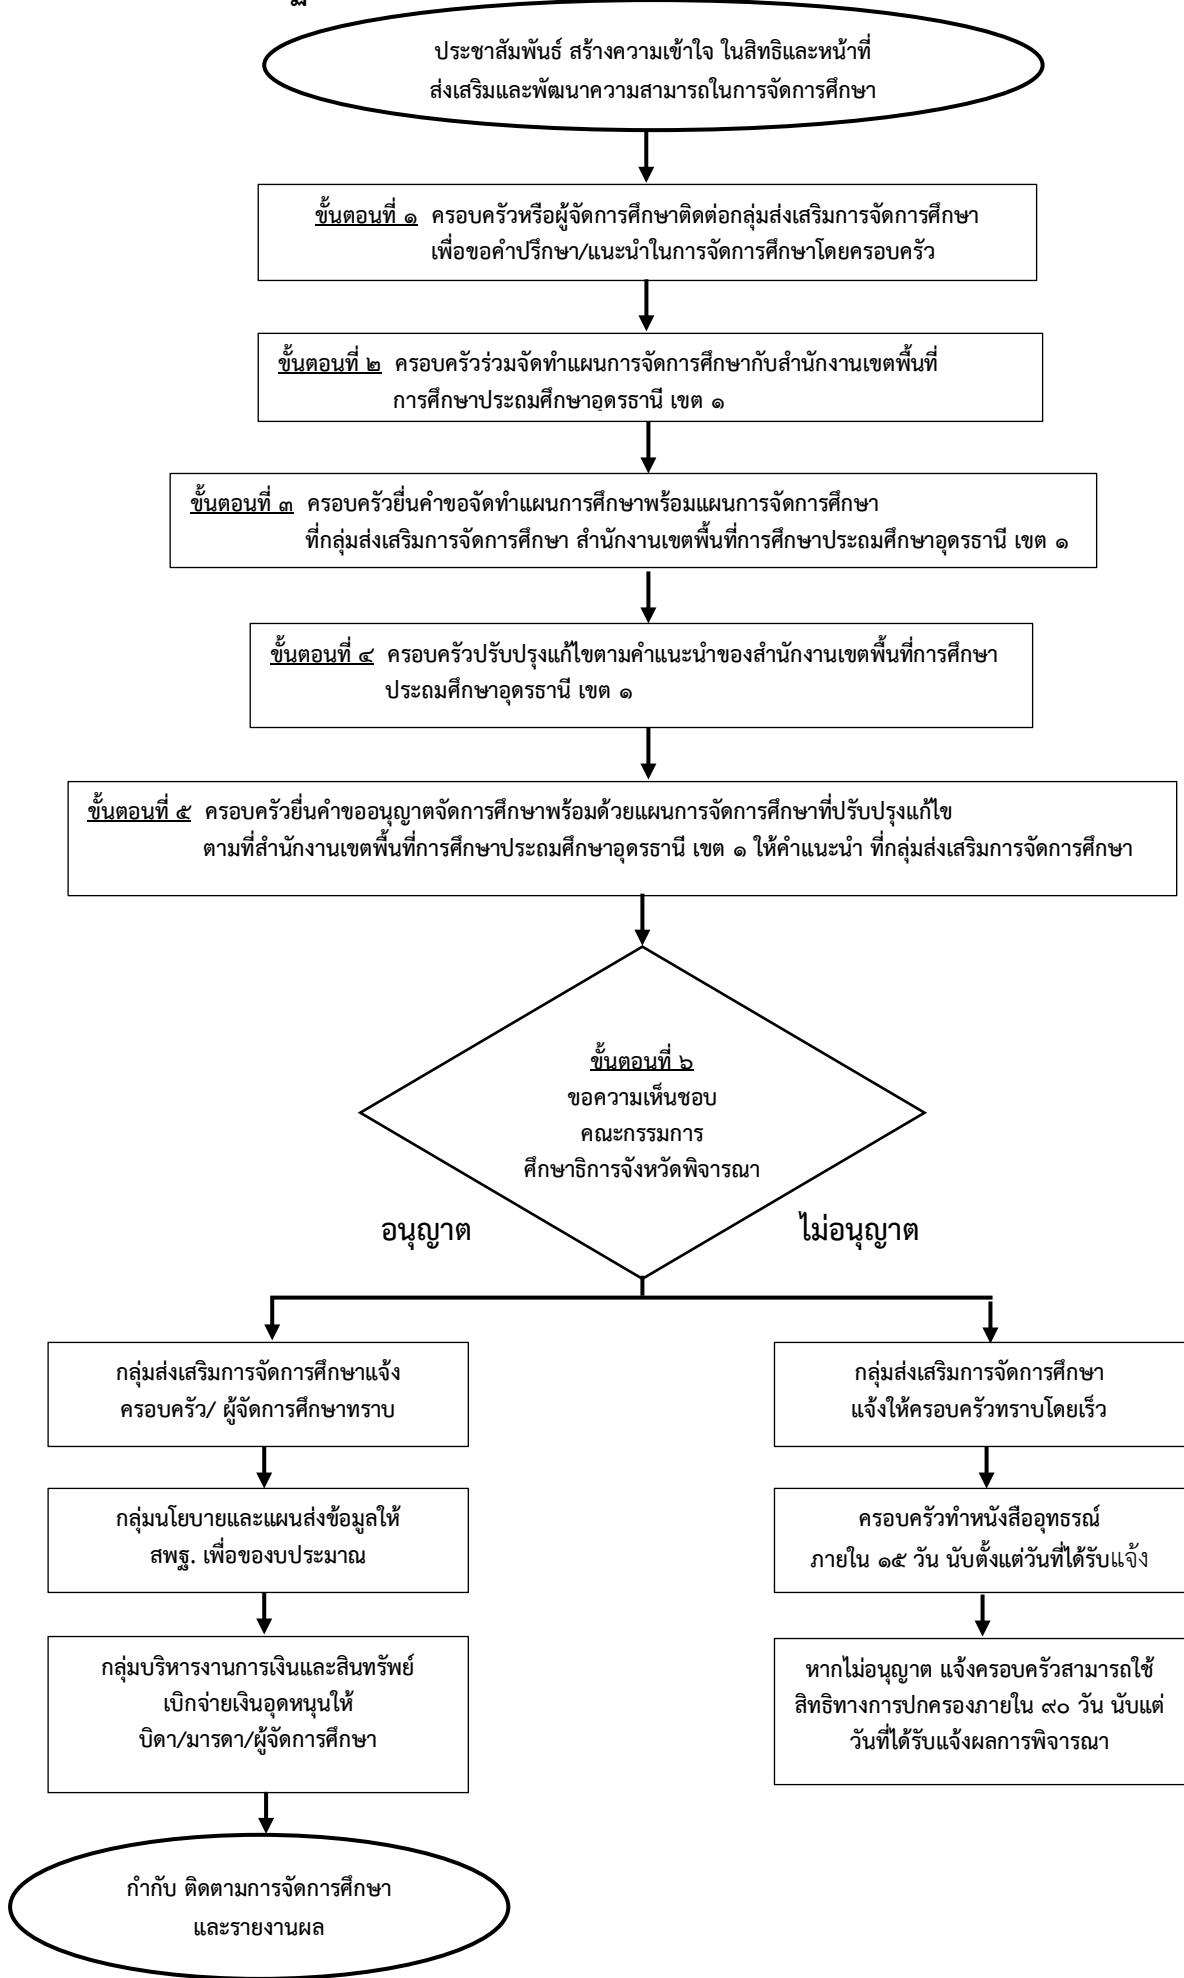 ประชาสัมพันธ์ สร้างความเข้าใจ ในสิทธิและหน้าที่
ส่งเสริมและพัฒนาความสามารถในการจัดการศึกษา
ขั้นตอนที่ ๑ ครอบครัวหรือผู้จัดการศึกษาติดต่อกลุ่มส่งเสริมการจัดการศึกษา
เพื่อขอคำปรึกษา/แนะนำในการจัดการศึกษาโดยครอบครัว
ขั้นตอนที่ ๒ ครอบครัวร่วมจัดทำแผนการจัดการศึกษากับสำนักงานเขตพื้นที่
การศึกษาประถมศึกษาอุดรธานี เขต ๑
ขั้นตอนที่ ๓ ครอบครัวยื่นคำขอจัดทำแผนการศึกษาพร้อมแผนการจัดการศึกษา
ที่กลุ่มส่งเสริมการจัดการศึกษา สำนักงานเขตพื้นที่การศึกษาประถมศึกษาอุดรธานี เขต ๑
ขั้นตอนที่ ๔ ครอบครัวปรับปรุงแก้ไขตามคำแนะนำของสำนักงานเขตพื้นที่การศึกษา
ประถมศึกษาอุดรธานี เขต ๑
ขั้นตอนที่ ๕ ครอบครัวยื่นคำขออนุญาตจัดการศึกษาพร้อมด้วยแผนการจัดการศึกษาที่ปรับปรุงแก้ไข
ตามที่สำนักงานเขตพื้นที่การศึกษาประถมศึกษาอุดรธานี เขต ๑ ให้คำแนะนำ ที่กลุ่มส่งเสริมการจัดการศึกษา
ขั้นตอนที่ ๖
ขอความเห็นชอบ
คณะกรรมการ
ศึกษาธิการจังหวัดพิจารณา
อนุญาต
ไม่อนุญาต
กลุ่มส่งเสริมการจัดการศึกษาแจ้ง
ครอบครัว/ ผู้จัดการศึกษาทราบ
กลุ่มนโยบายและแผนส่งข้อมูลให้
สพฐ. เพื่อของบประมาณ
กลุ่มบริหารงานการเงินและสินทรัพย์
เบิกจ่ายเงินอุดหนุนให้
บิดา/มารดา/ผู้จัดการศึกษา
กำกับ ติดตามการจัดการศึกษา
และรายงานผล
กลุ่มส่งเสริมการจัดการศึกษา
แจ้งให้ครอบครัวทราบโดยเร็ว
ครอบครัวทำหนังสืออุทธรณ์
ภายใน ๑๕ วัน นับตั้งแต่วันที่ได้รับแจ้ง
หากไม่อนุญาต แจ้งครอบครัวสามารถใช้
สิทธิทางการปกครองภายใน ๙๐ วัน นับแต่
วันที่ได้รับแจ้งผลการพิจารณา